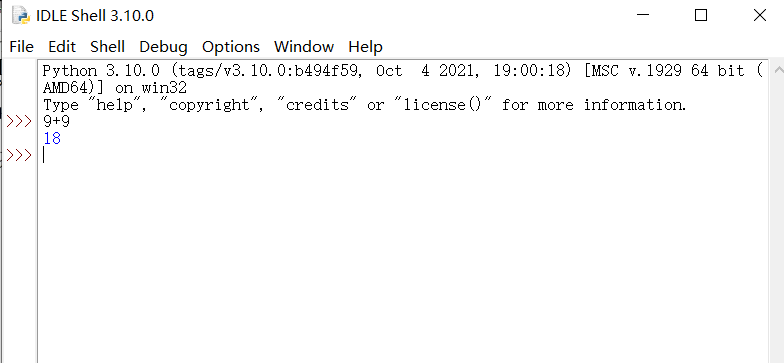 IDLE Shell 3.10.0
File Edit Shell Debug Options Window Help
Python 3.10.0 (tags/v3.10.0:b494f59, Oct  4 2021, 19:00:18) [MSC v.1929 64 bit (
AMD64)] on win32
Type "help", "copyright", "credits" or "license()" for more information.
>>> 9+9
18
>>>